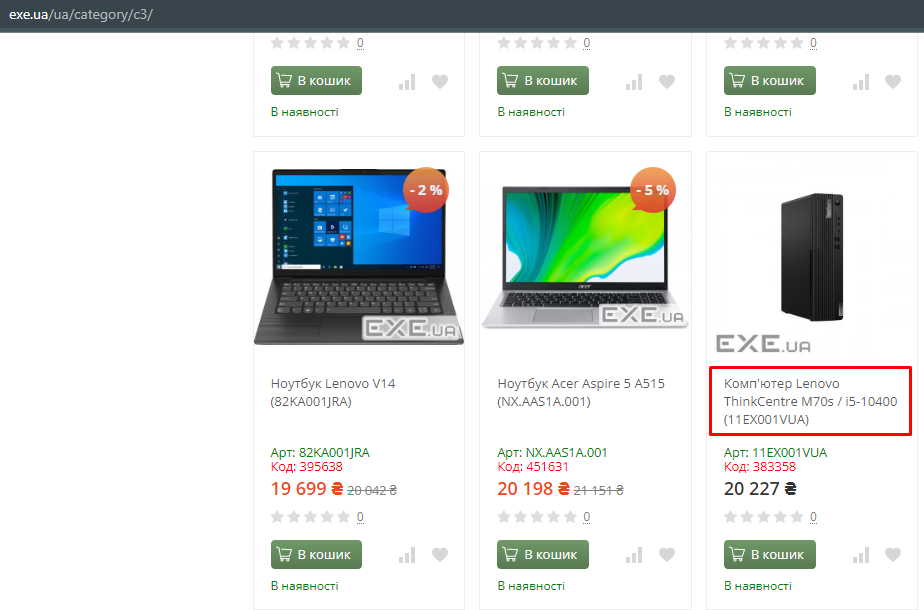 exe.ua/ua/category/c3/
0
0
0
В кошик
В кошик
В кошик
В наявності
В наявності
В наявності
- 2 %
- 5 %
EXE.UA
EXE.UA
EXE.UA
Ноутбук Lenovo V14
(82KA001JRA)
Ноутбук Acer Aspire 5 A515
(NX.AAS1A.001)
Комп'ютер Lenovo
ThinkCentre M70s / i5-10400
(11EX001VUA)
Арт: 82KA001JRA
Код: 395638
19 699 ₴ 20 042 ₴
Арт: NX.AAS1A.001
Код: 451631
20 198 ₴ 21 151 ₴
Арт: 11EX001VUA
Код: 383358
20 227 ₴
0
0
0
В кошик
В кошик
В кошик
В наявності
В наявності
В наявності